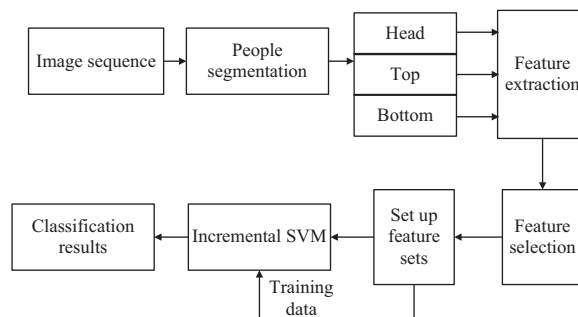 Image sequence
People
segmentation
Head
Top
Bottom
Feature
extraction
Classification
results
Incremental SVM
Set up
feature
sets
Feature
selection
Training
data